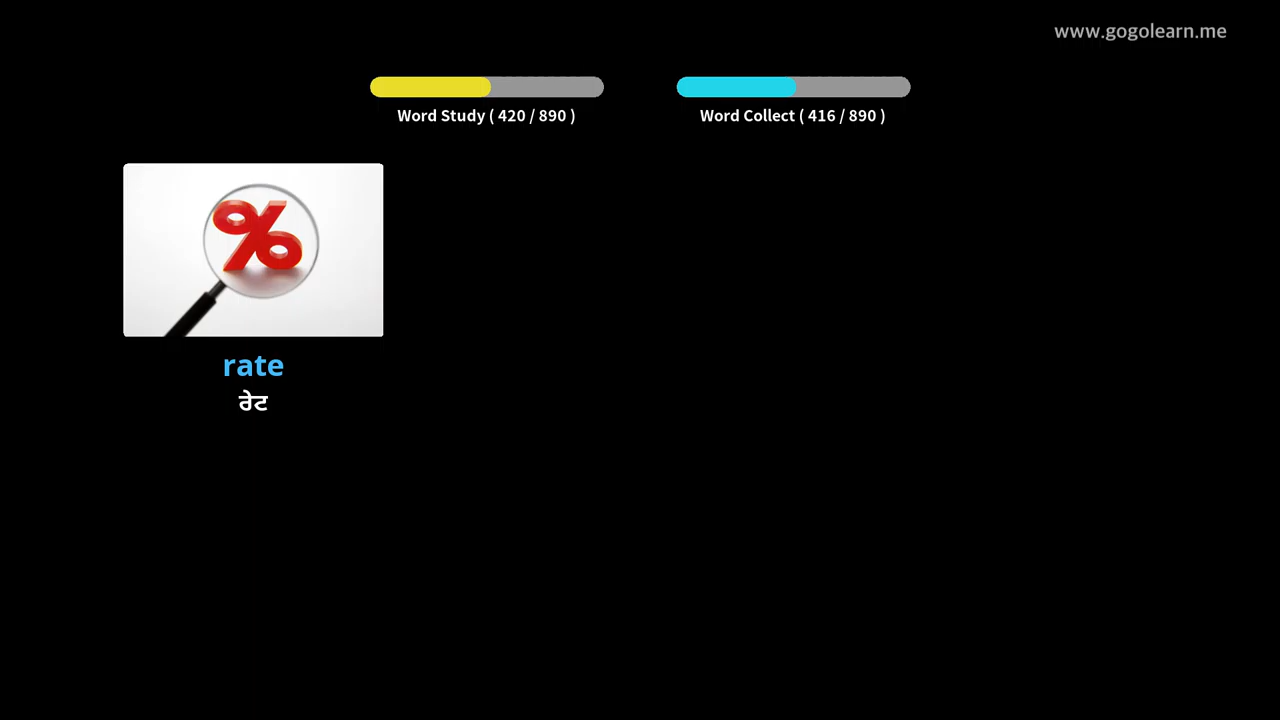 www.gogolearn.me
Word Study ( 420 / 890 )
Word Collect ( 416 / 890 )
%
rate
ਰੇਟ